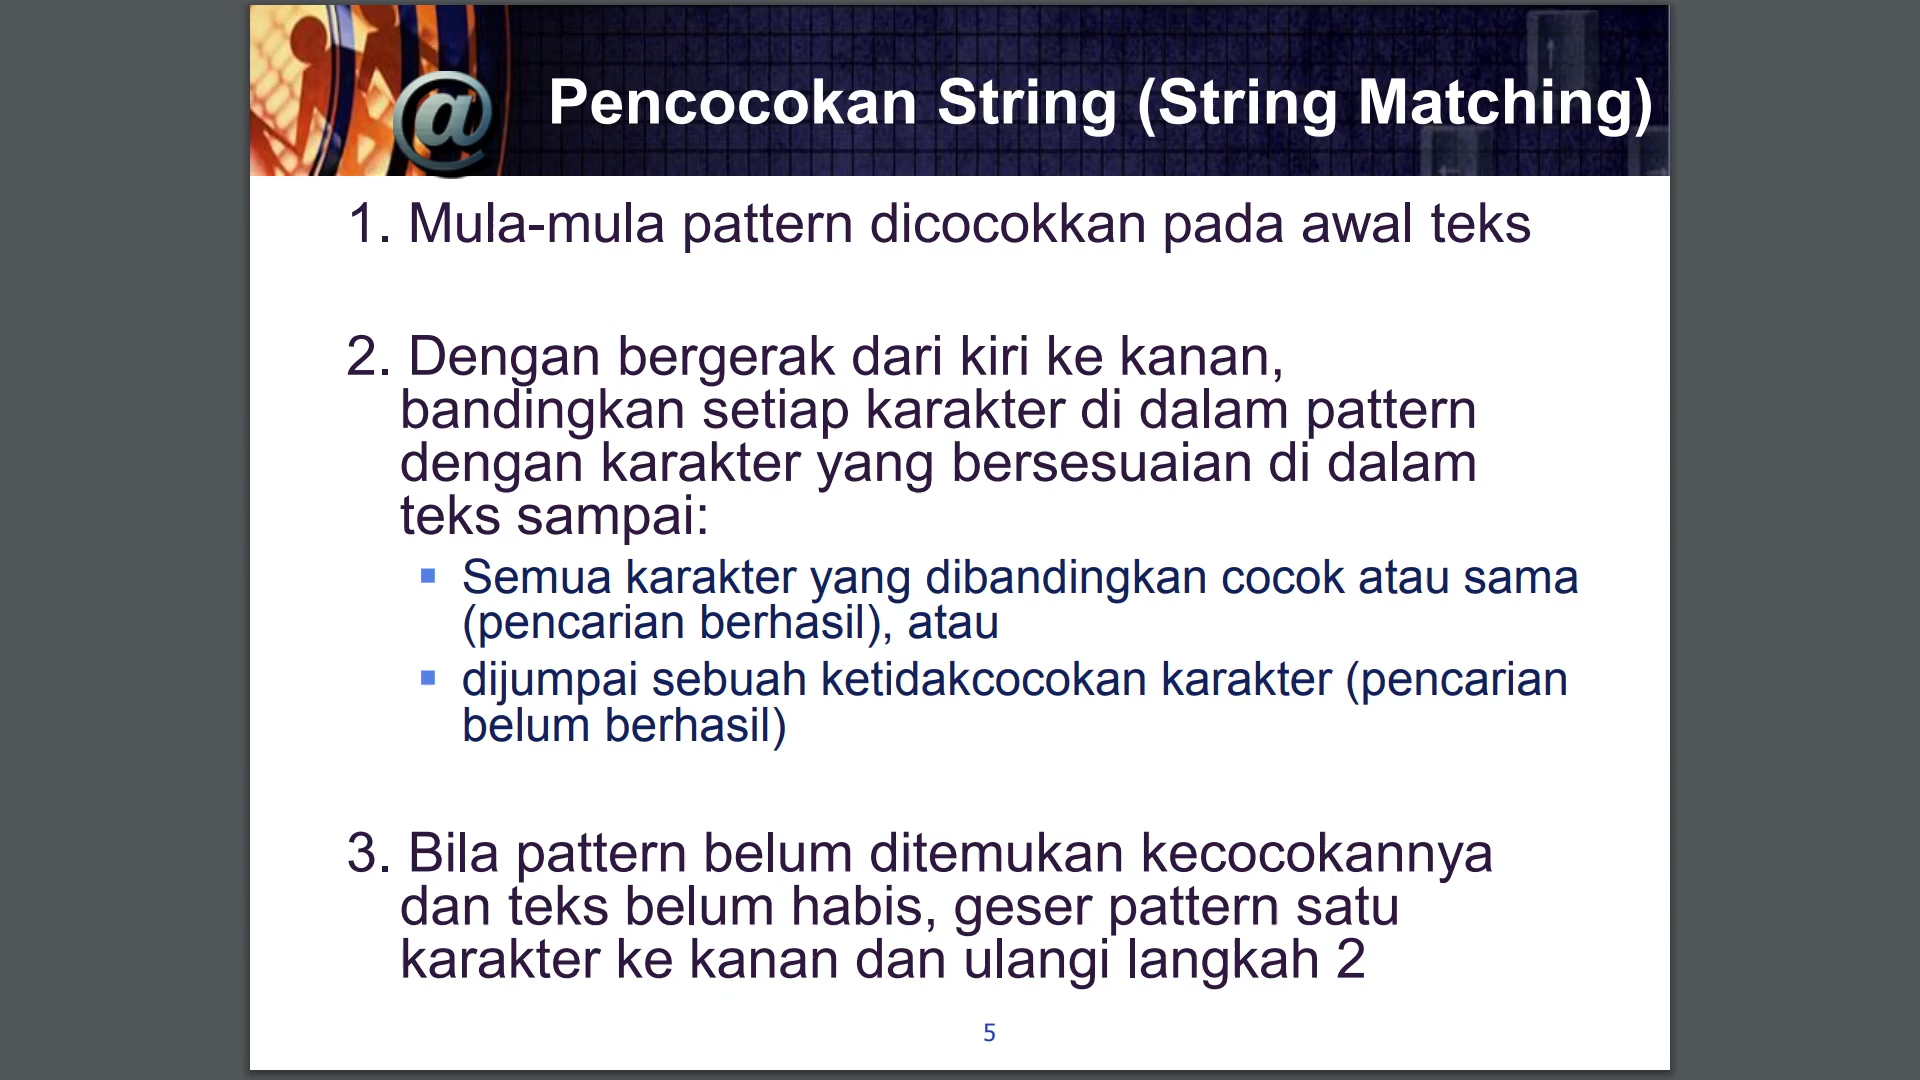 @
Pencocokan String (String Matching)
1. Mula-mula pattern dicocokkan pada awal teks
2. Dengan bergerak dari kiri ke kanan,
bandingkan setiap karakter di dalam pattern
dengan karakter yang bersesuaian di dalam
teks sampai:
▪ Semua karakter yang dibandingkan cocok atau sama
(pencarian berhasil), atau
▪ dijumpai sebuah ketidakcocokan karakter (pencarian
belum berhasil)
3. Bila pattern belum ditemukan kecocokannya
dan teks belum habis, geser pattern satu
karakter ke kanan dan ulangi langkah 2
5